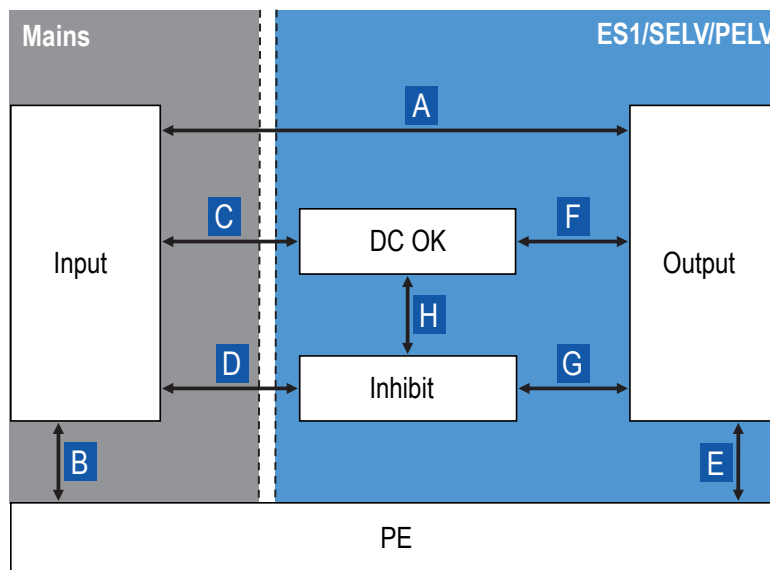 Mains
ES1/SELV/PELV
A
C
F
DC OK
Input
Output
H
D
G
Inhibit
B
E
PE